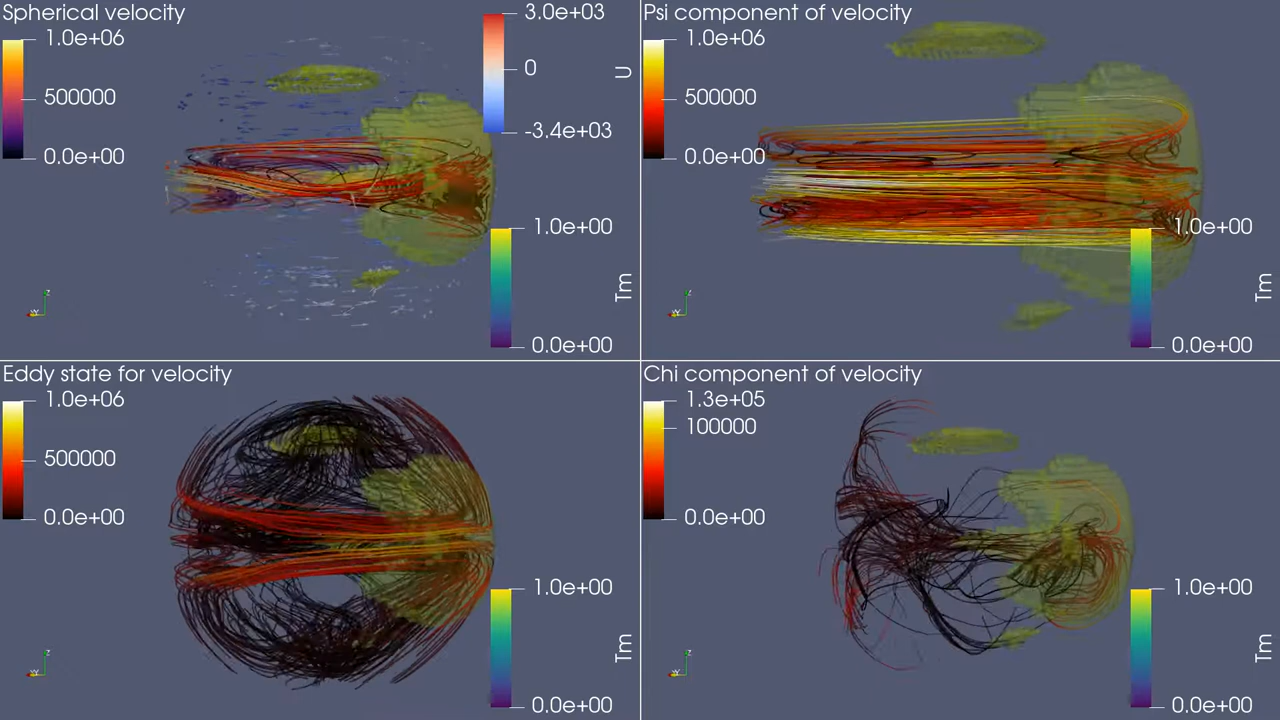 Spherical velocity
1.0e+06
500000
0.0e+00
3.0e+03
0
-3.4e+03
U
1.0e+00
0.0e+00
Tm
z
Psi component of velocity
1.0e+06
500000
0.0e+00
1.0e+00
0.0e+00
Tm
z
Eddy state for velocity
1.0e+06
500000
0.0e+00
1.0e+00
0.0e+00
Tm
z
Chi component of velocity
1.3e+05
100000
0.0e+00
1.0e+00
0.0e+00
Tm
z